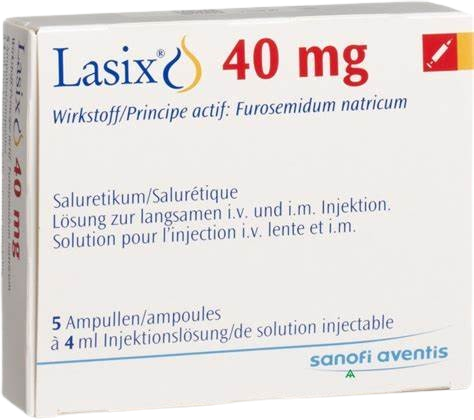 Lasix® 40 mg
Wirkstoff/Principe actif: Furosemidum natricum
Saluretikum/Salurétique
Lösung zur langsamen i.v. und i.m. Injektion.
Solution pour l'injection i.v. lente et i.m.
5 Ampullen/ampoules
à 4 ml Injektionslösung/de solution injectable
sanofi aventis
Lasix 40 mg